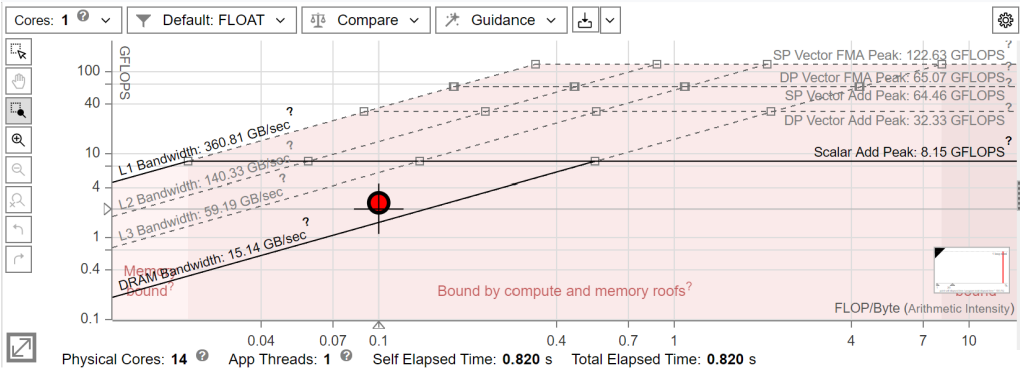 Cores: 1 ? Default: FLOAT Compare Guidance
GFLOPS
100
40
10
4
1
0.4
0.1
SP Vector FMA Peak: 122.63 GFLOPS ?
DP Vector FMA Peak: 65.07 GFLOPS ?
SP Vector Add Peak: 64.46 GFLOPS ?
DP Vector Add Peak: 32.33 GFLOPS ?
Scalar Add Peak: 8.15 GFLOPS ?
L1 Bandwidth: 360.81 GB/sec ?
L2 Bandwidth: 140.33 GB/sec ?
L3 Bandwidth: 59.19 GB/sec ?
DRAM Bandwidth: 15.14 GB/sec ?
Memory
bound?
Bound by compute and memory roofs?
bound?
FLOP/Byte (Arithmetic Intensity)
0.04 0.07 0.1 0.4 0.7 1 4 7 10
Physical Cores: 14 ? App Threads: 1 ? Self Elapsed Time: 0.820 s Total Elapsed Time: 0.820 s